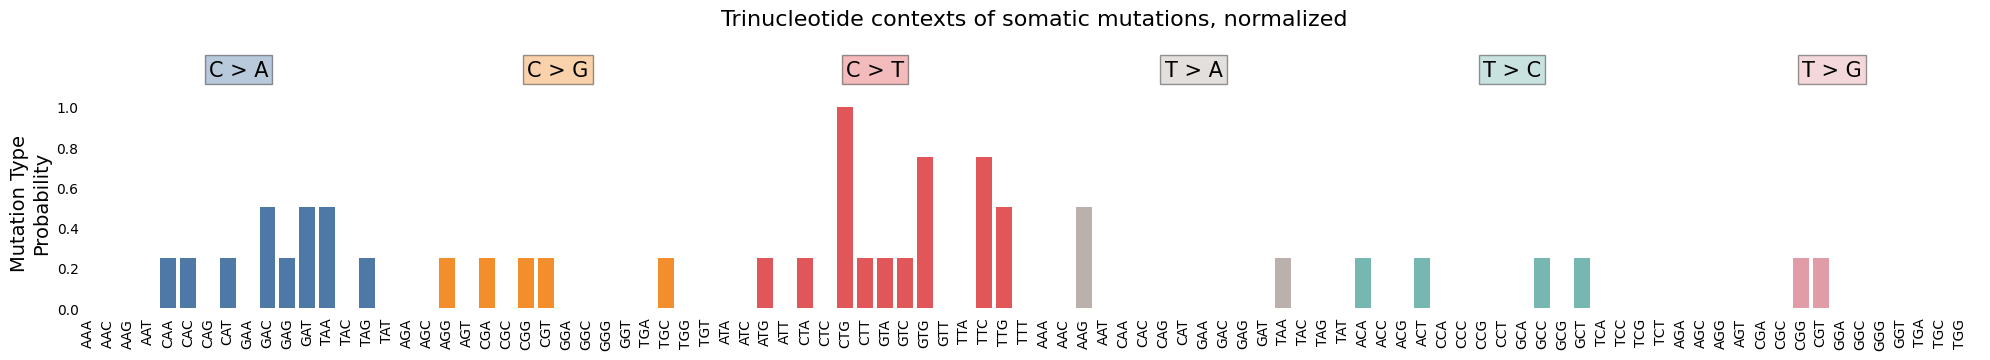 Trinucleotide contexts of somatic mutations, normalized
C > A C > G C > T T > A T > C T > G
Mutation Type
Probability
1.0
0.8
0.6
0.4
0.2
0.0
AAA AAC AAG AAT CAA CAC CAG CAT GAA GAC GAG GAT TAA TAC TAG TAT AGA AGC AGG AGT CGA CGC CGG CGT GGA GGC GGG GGT TGA TGC TGG TGT ATA ATC ATG ATT CTA CTC CTG CTT GTA GTC GTG GTT TTA TTC TTG TTT AAA AAC AAG AAT CAA CAC CAG CAT GAA GAC GAG GAT TAA TAC TAG TAT ACA ACC ACG ACT CCA CCC CCG CCT GCA GCC GCG GCT TCA TCC TCG TCT AGA AGC AGG AGT CGA CGC CGG CGT GGA GGC GGG GGT TGA TGC TGG